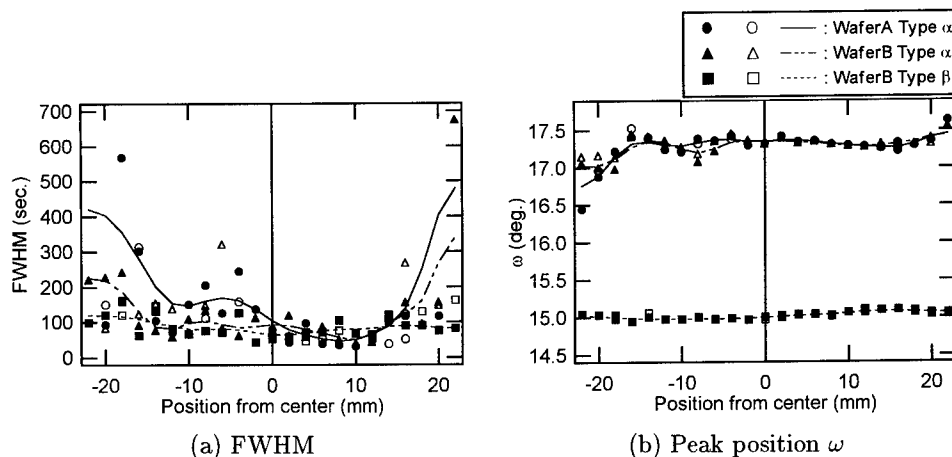 : WaferA Type α
: WaferB Type α
: WaferB Type β
700
600
500
400
300
200
100
0
FWHM (sec.)
-20 -10 0 10 20
Position from center (mm)
(a) FWHM
17.5
17.0
16.5
16.0
15.5
15.0
14.5
ω (deg.)
-20 -10 0 10 20
Position from center (mm)
(b) Peak position ω